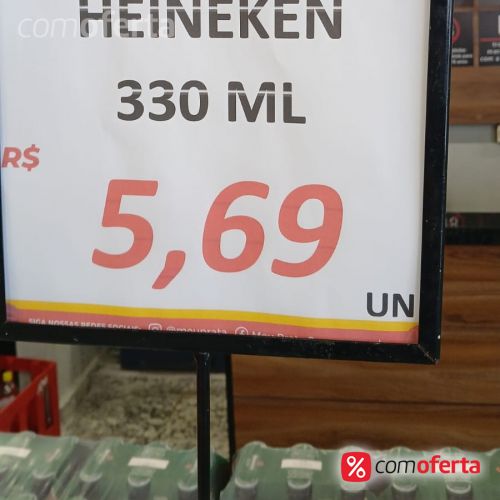 comoferta
HEINEKEN
330 ML
R$
5,69
UN
SIGA NOSSAS REDES SOCIAIS
comoferta